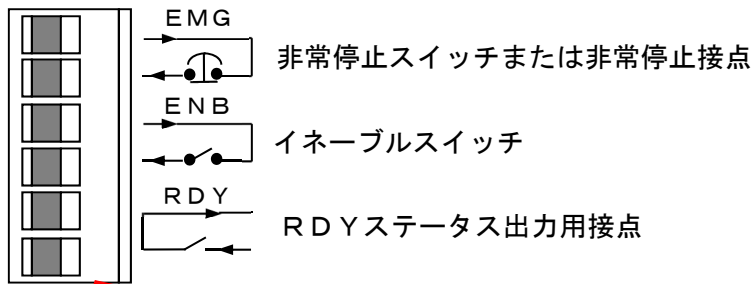 EMG
非常停止スイッチまたは非常停止接点
ENB
イネーブルスイッチ
RDY
RDYステータス出力用接点